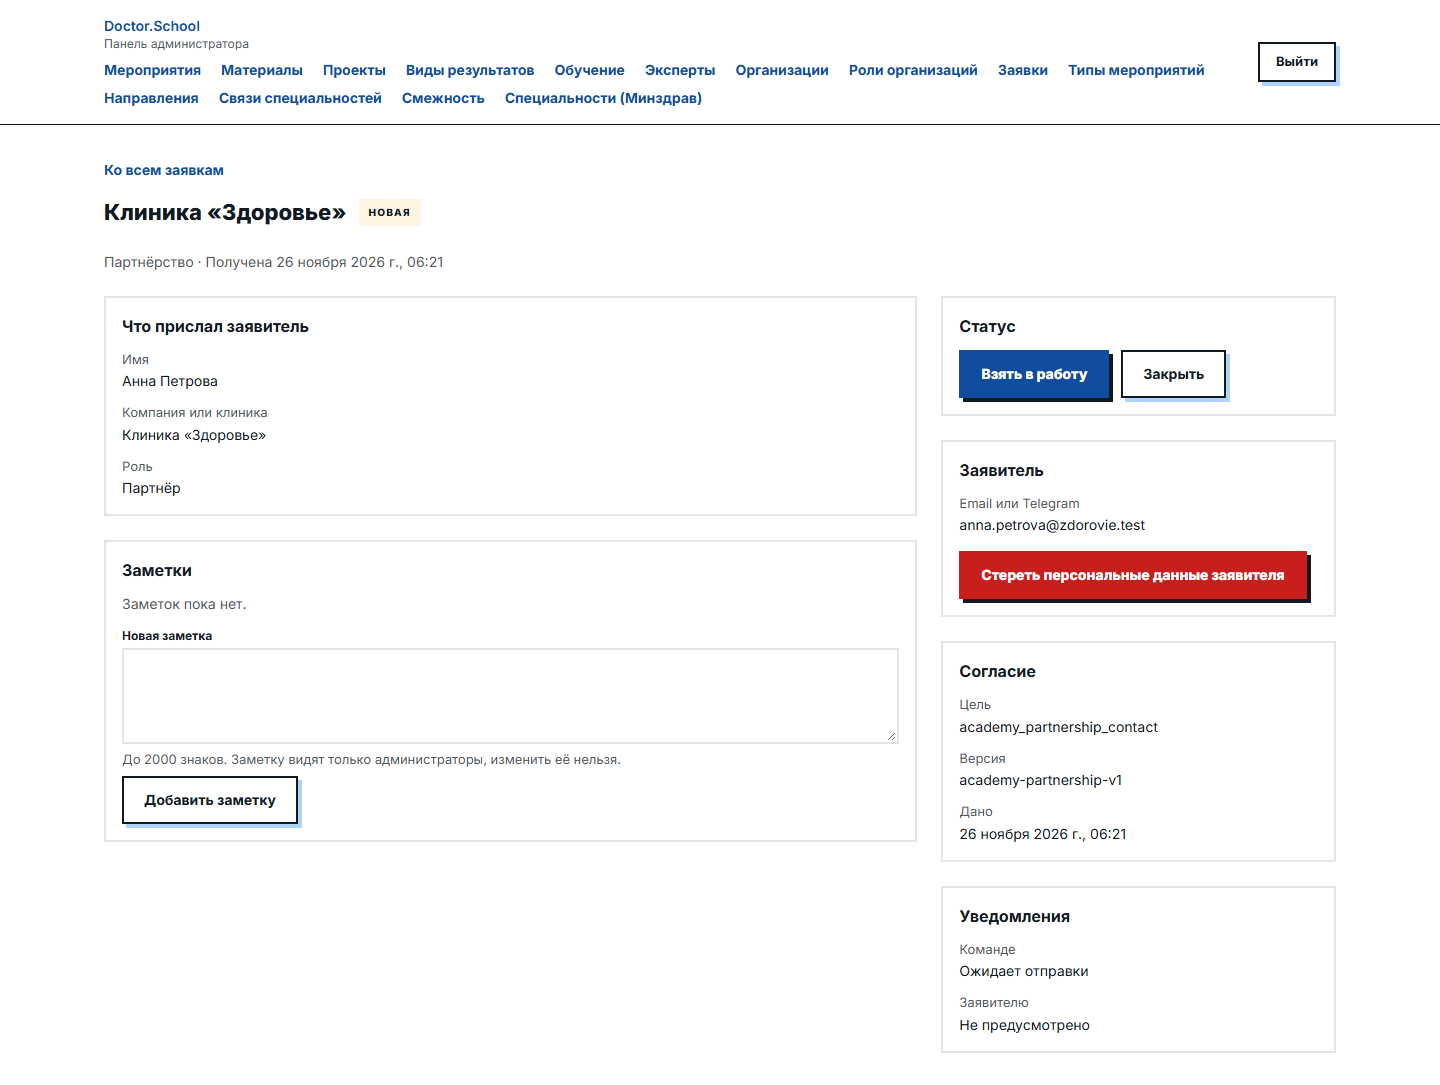 Doctor.School
Панель администратора
Мероприятия Материалы Проекты Виды результатов Обучение Эксперты Организации Роли организаций Заявки Типы мероприятий
Направления Связи специальностей Смежность Специальности (Минздрав)
Выйти
Ко всем заявкам
Клиника «Здоровье» НОВАЯ
Партнёрство · Получена 26 ноября 2026 г., 06:21
Что прислал заявитель
Имя
Анна Петрова
Компания или клиника
Клиника «Здоровье»
Роль
Партнёр
Заметки
Заметок пока нет.
Новая заметка
До 2000 знаков. Заметку видят только администраторы, изменить её нельзя.
Добавить заметку
Статус
Взять в работу Закрыть
Заявитель
Email или Telegram
anna.petrova@zdorovie.test
Стереть персональные данные заявителя
Согласие
Цель
academy_partnership_contact
Версия
academy-partnership-v1
Дано
26 ноября 2026 г., 06:21
Уведомления
Команде
Ожидает отправки
Заявителю
Не предусмотрено